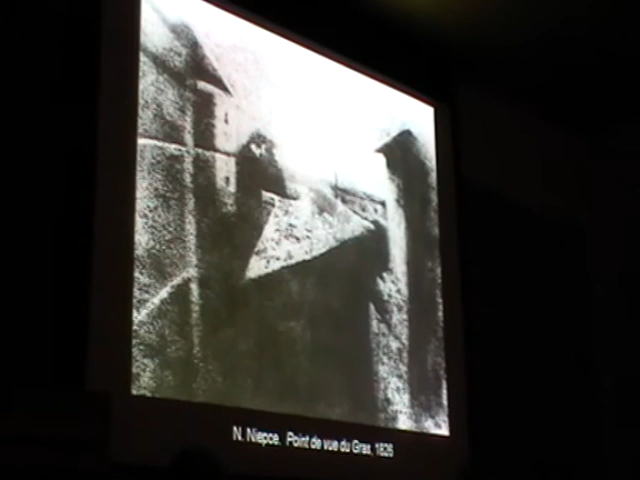 N. Niepce. Point de vue du Gras, 1826